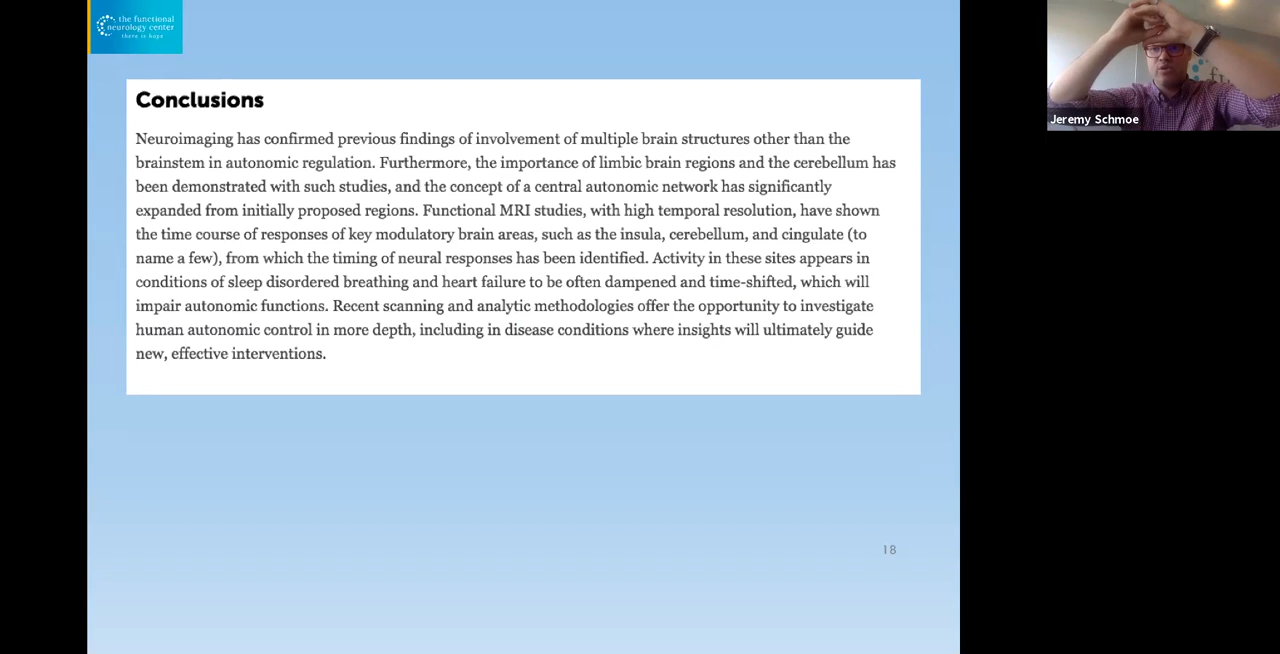 the functional
neurology center
there is hope
Conclusions
Neuroimaging has confirmed previous findings of involvement of multiple brain structures other than the
brainstem in autonomic regulation. Furthermore, the importance of limbic brain regions and the cerebellum has
been demonstrated with such studies, and the concept of a central autonomic network has significantly
expanded from initially proposed regions. Functional MRI studies, with high temporal resolution, have shown
the time course of responses of key modulatory brain areas, such as the insula, cerebellum, and cingulate (to
name a few), from which the timing of neural responses has been identified. Activity in these sites appears in
conditions of sleep disordered breathing and heart failure to be often dampened and time-shifted, which will
impair autonomic functions. Recent scanning and analytic methodologies offer the opportunity to investigate
human autonomic control in more depth, including in disease conditions where insights will ultimately guide
new, effective interventions.
18
Jeremy Schmoe